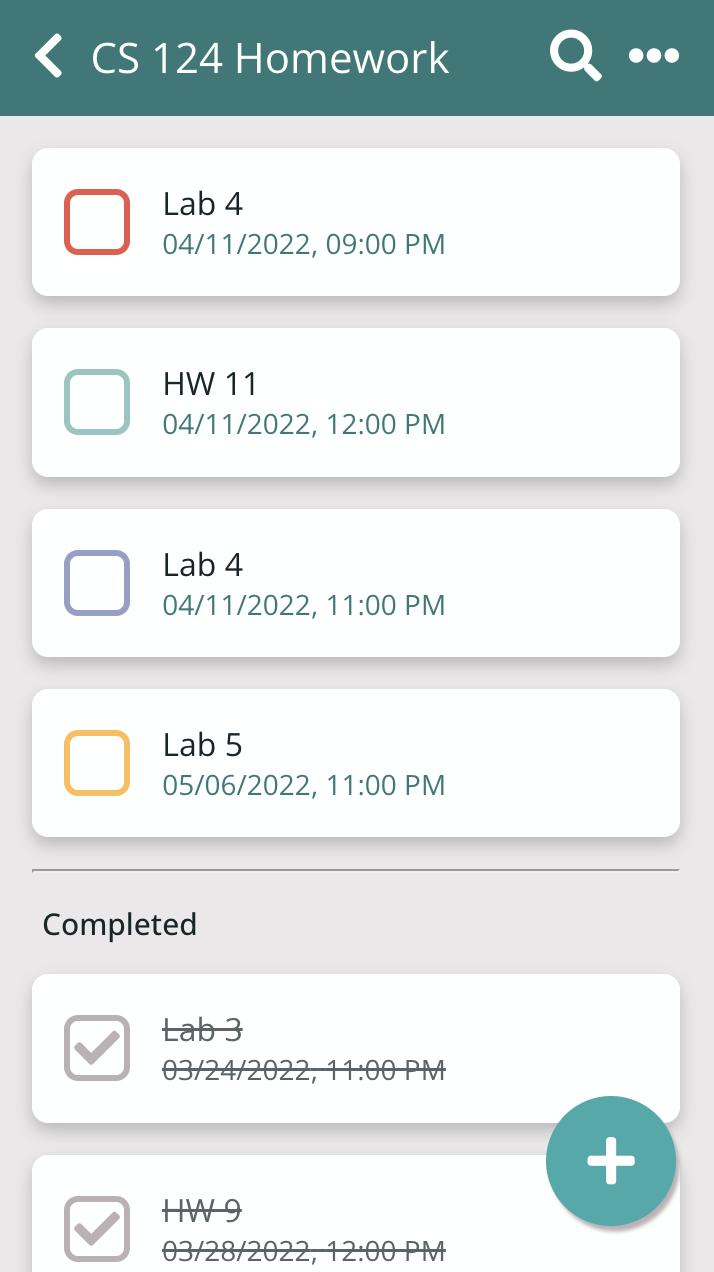 CS 124 Homework
Lab 4
04/11/2022, 09:00 PM
HW 11
04/11/2022, 12:00 PM
Lab 4
04/11/2022, 11:00 PM
Lab 5
05/06/2022, 11:00 PM
Completed
Lab 3
03/24/2022, 11:00 PM
HW 9
03/28/2022, 12:00 PM